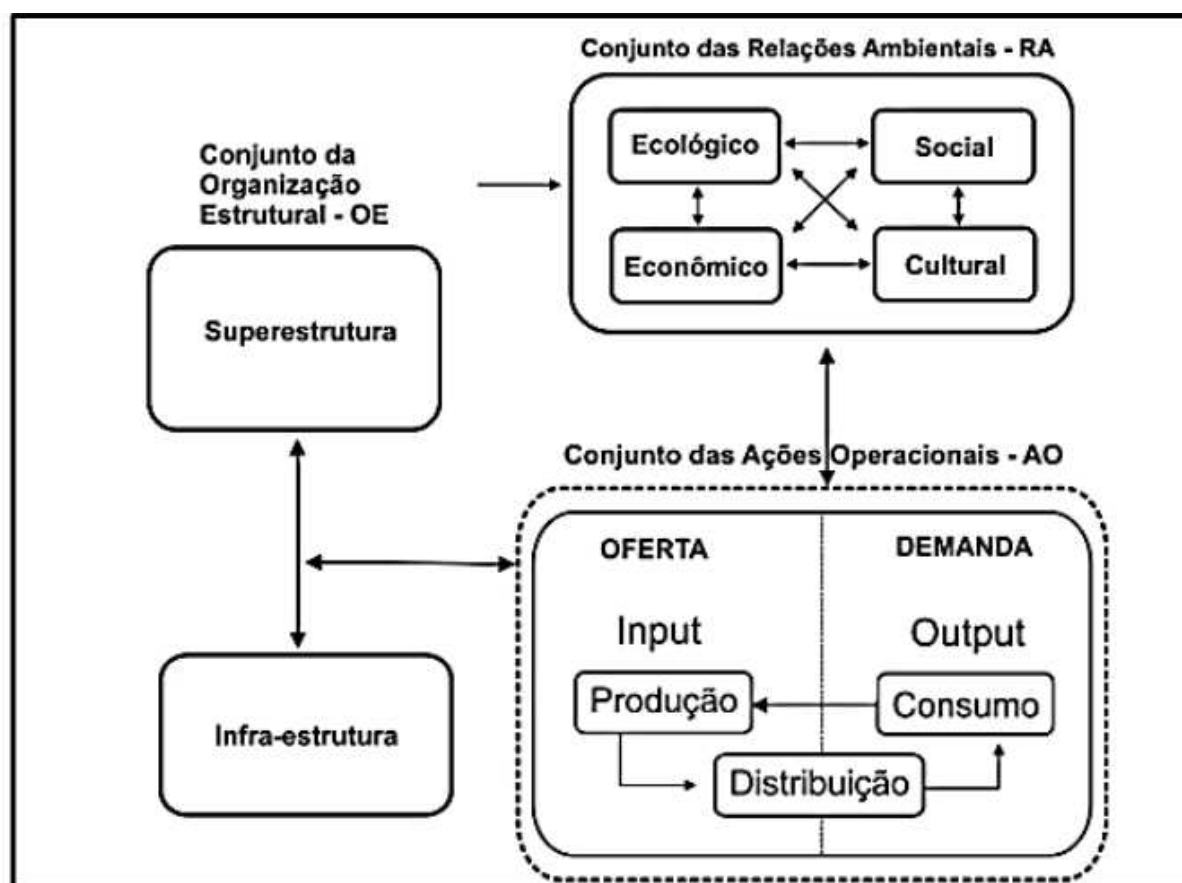 Conjunto das Relações Ambientais - RA
Ecológico
Social
Econômico
Cultural
Conjunto da
Organização
Estrutural - OE
Superestrutura
Infra-estrutura
Conjunto das Ações Operacionais - AO
OFERTA
DEMANDA
Input
Output
Produção
Consumo
Distribuição